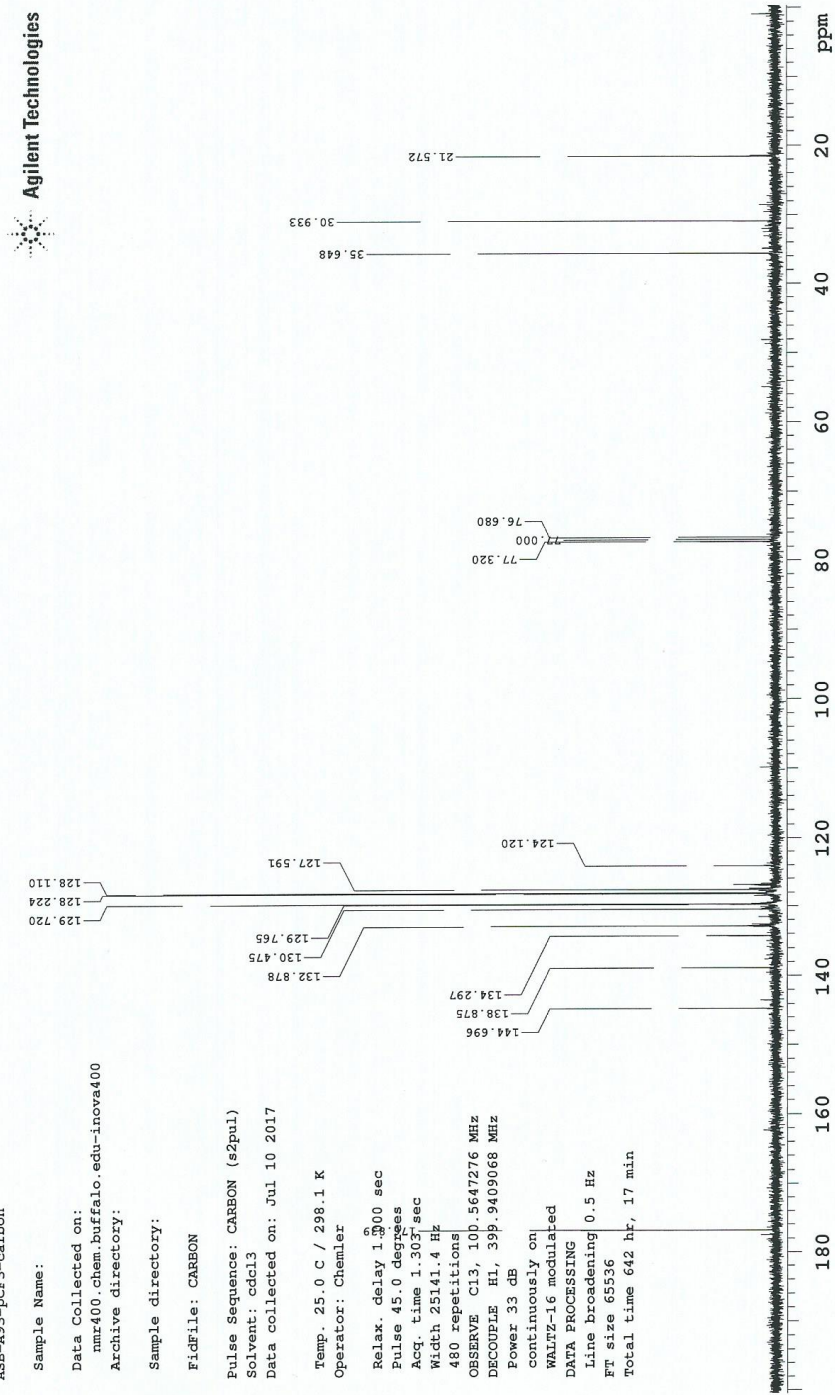 Agilent Technologies
Sample Name:
Data Collected on:
nmr400.chem.buffalo.edu-inova400
Archive directory:
Sample directory:
FidFile: CARBON
Pulse Sequence: CARBON (s2pul)
Solvent: cdcl3
Data collected on: Jul 10 2017
Temp. 25.0 C / 298.1 K
Operator: Chemler
Relax. delay 1.000 sec
Pulse 45.0 degrees
Acq. time 1.303 sec
Width 25141.4 Hz
480 repetitions
OBSERVE C13, 100.5647276 MHz
DECOUPLE H1, 399.9409068 MHz
Power 33 dB
continuously on
WALTZ-16 modulated
DATA PROCESSING
Line broadening 0.5 Hz
FT size 65536
Total time 642 hr, 17 min
144.696
138.875
134.297
132.878
130.475
129.765
129.720
128.224
128.110
127.591
124.120
77.320
77.000
76.680
35.648
30.933
21.572
180
160
140
120
100
80
60
40
20
ppm